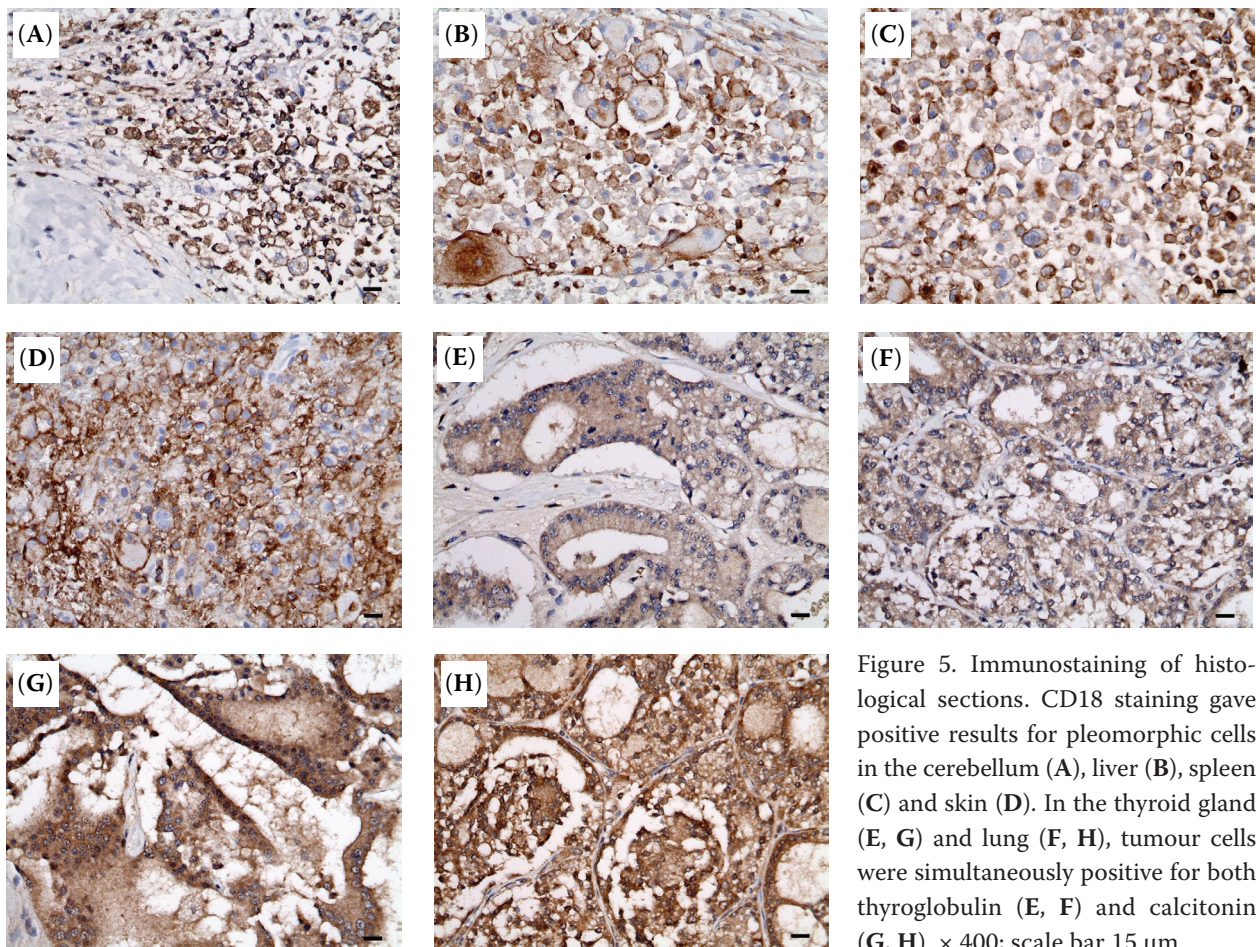 (A)
(B)
(C)
(D)
(E)
(F)
(G)
(H)
Figure 5. Immunostaining of histo-
logical sections. CD18 staining gave
positive results for pleomorphic cells
in the cerebellum (A), liver (B), spleen
(C) and skin (D). In the thyroid gland
(E, G) and lung (F, H), tumour cells
were simultaneously positive for both
thyroglobulin (E, F) and calcitonin
(G, H), × 400; scale bar 15 µm